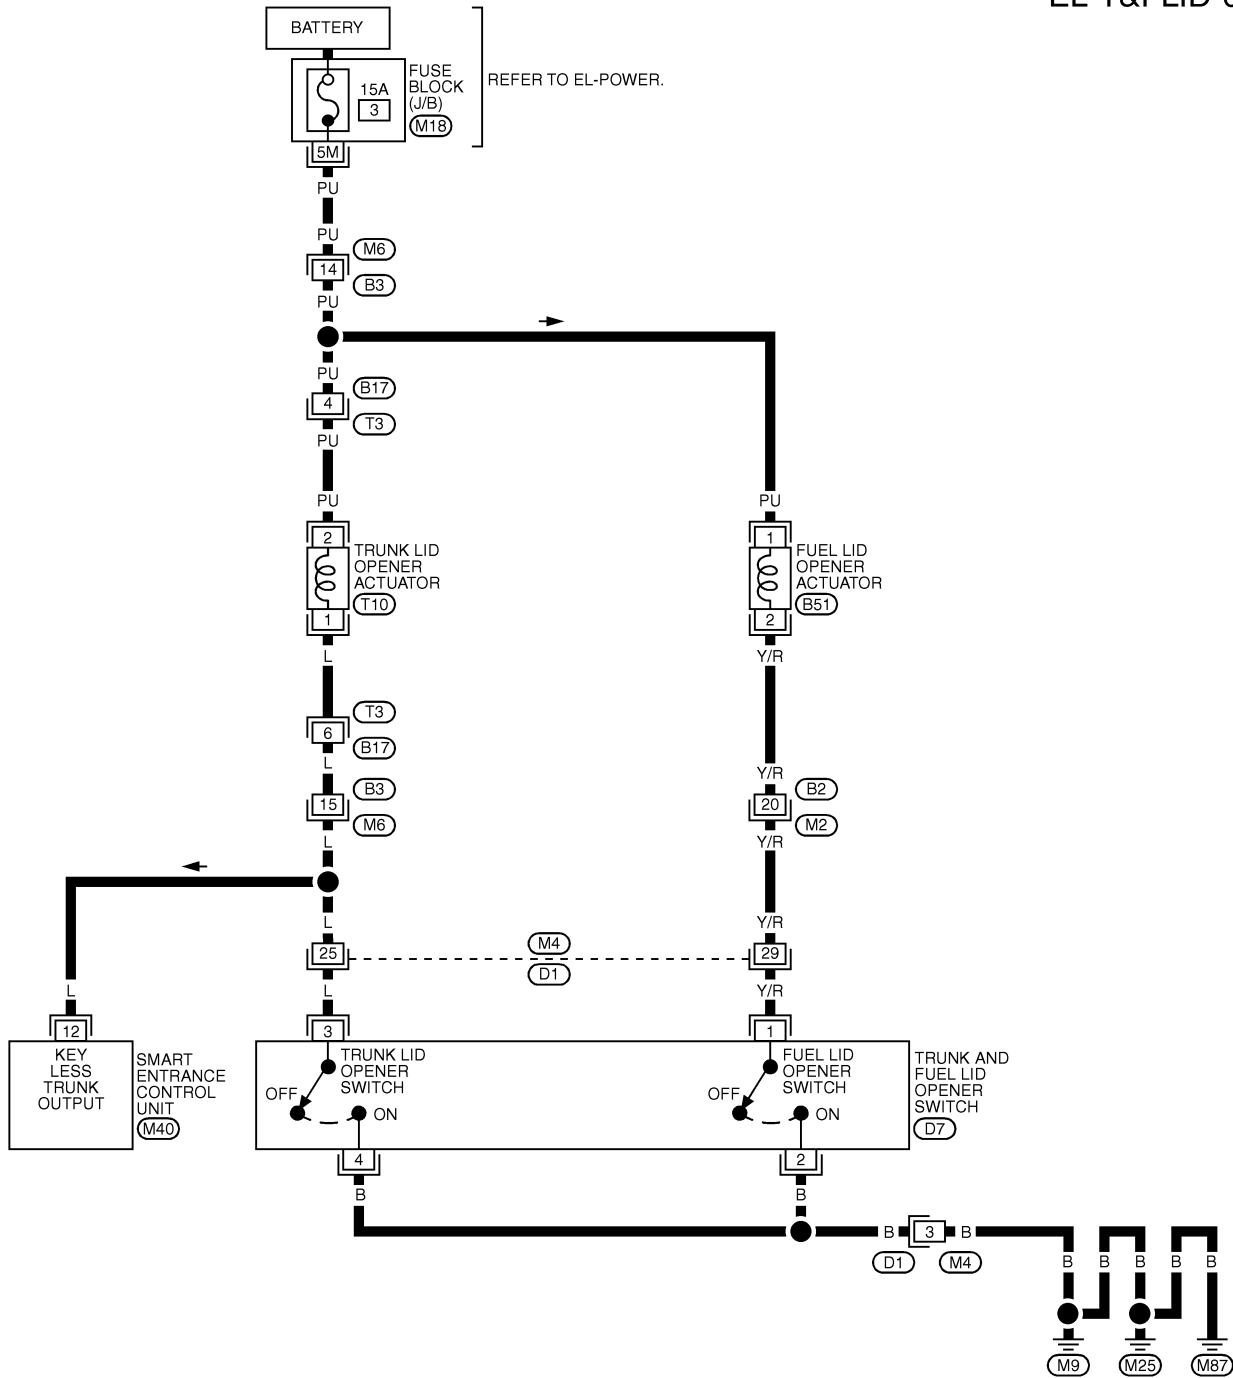 BATTERY
FUSE
BLOCK
(J/B)
M18
15A
3
REFER TO EL-POWER.
5M
PU
PU
M6
14
B3
PU
PU
B17
4
T3
PU
PU
PU
2
TRUNK LID
OPENER
ACTUATOR
T10
1
1
FUEL LID
OPENER
ACTUATOR
B51
2
L
Y/R
T3
6
B17
L
Y/R
B3
15
M6
B2
20
M2
L
Y/R
L
Y/R
25
M4
D1
29
L
L
Y/R
12
3
1
KEY
LESS
TRUNK
OUTPUT
SMART
ENTRANCE
CONTROL
UNIT
M40
TRUNK LID
OPENER
SWITCH
OFF
ON
FUEL LID
OPENER
SWITCH
OFF
ON
TRUNK AND
FUEL LID
OPENER
SWITCH
D7
4
2
B
B
B
3
B
D1
M4
B
B
B
B
B
M9
M25
M87